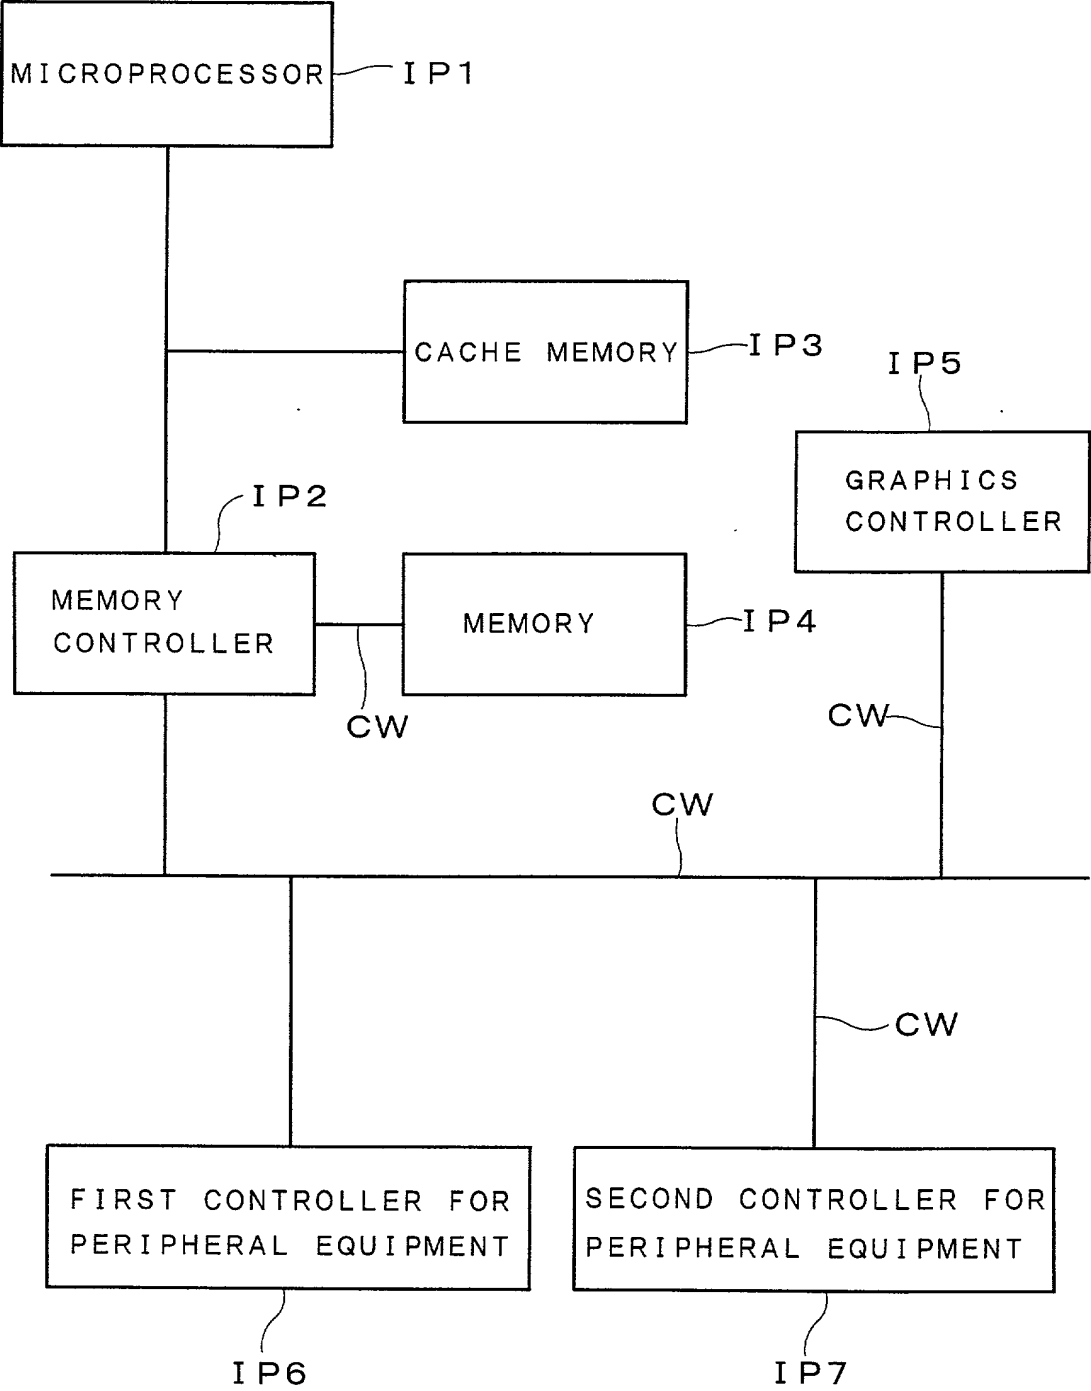 MICROPROCESSOR
IP1
CACHE MEMORY
IP3
IP5
GRAPHICS
CONTROLLER
IP2
MEMORY
CONTROLLER
MEMORY
IP4
CW
CW
CW
CW
FIRST CONTROLLER FOR
PERIPHERAL EQUIPMENT
SECOND CONTROLLER FOR
PERIPHERAL EQUIPMENT
IP6
IP7